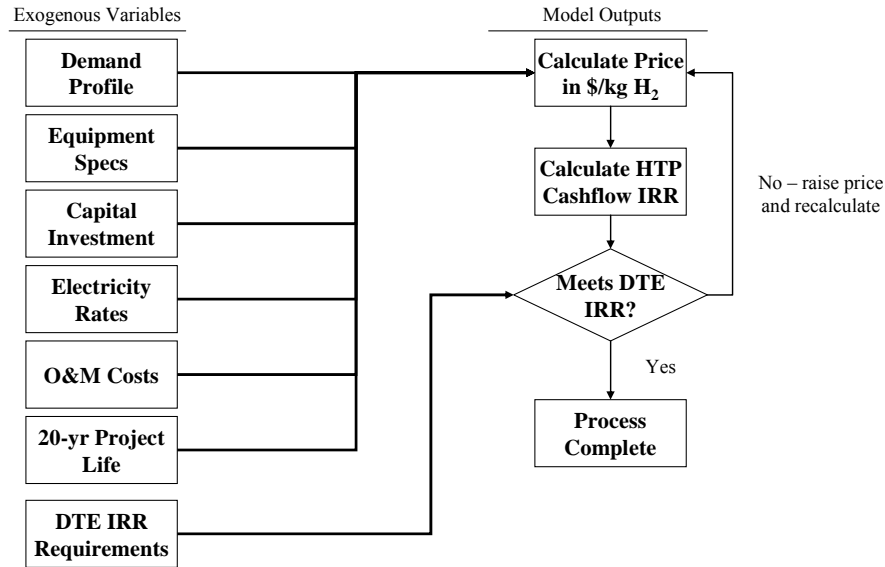 Exogenous Variables
Model Outputs
Demand
Profile
Equipment
Specs
Capital
Investment
Electricity
Rates
O&M Costs
20-yr Project
Life
DTE IRR
Requirements
Calculate Price
in $/kg H₂
Calculate HTP
Cashflow IRR
Meets DTE
IRR?
No – raise price
and recalculate
Yes
Process
Complete